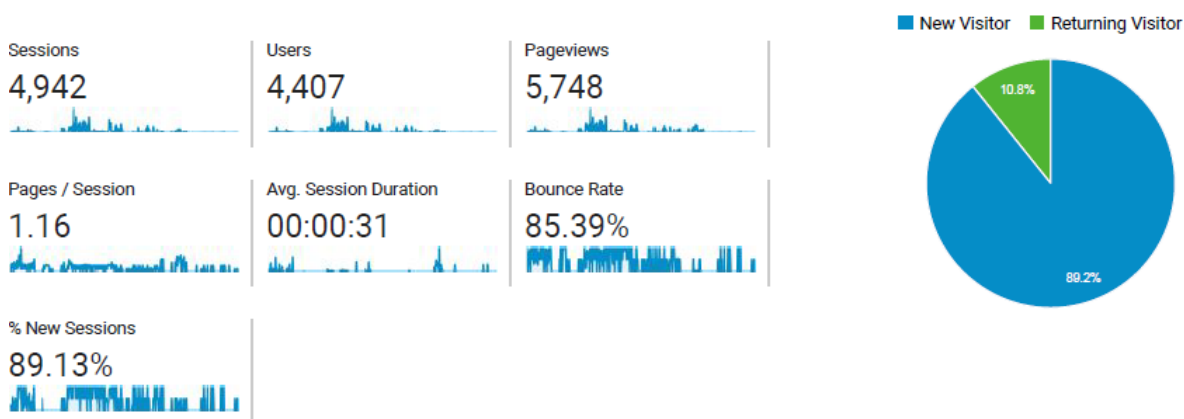 New Visitor Returning Visitor
Sessions
4,942
Users
4,407
Pageviews
5,748
10.8%
89.2%
Pages / Session
1.16
Avg. Session Duration
00:00:31
Bounce Rate
85.39%
% New Sessions
89.13%